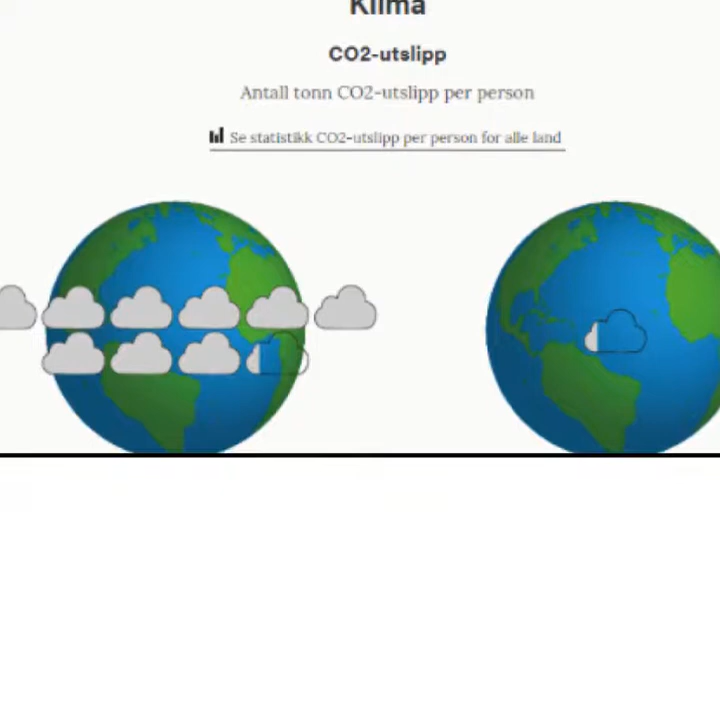 Klima
CO2-utslipp
Antall tonn CO2-utslipp per person
Se statistikk CO2-utslipp per person for alle land